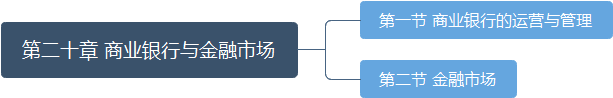 第二十章 商业银行与金融市场
第一节 商业银行的运营与管理
第二节 金融市场